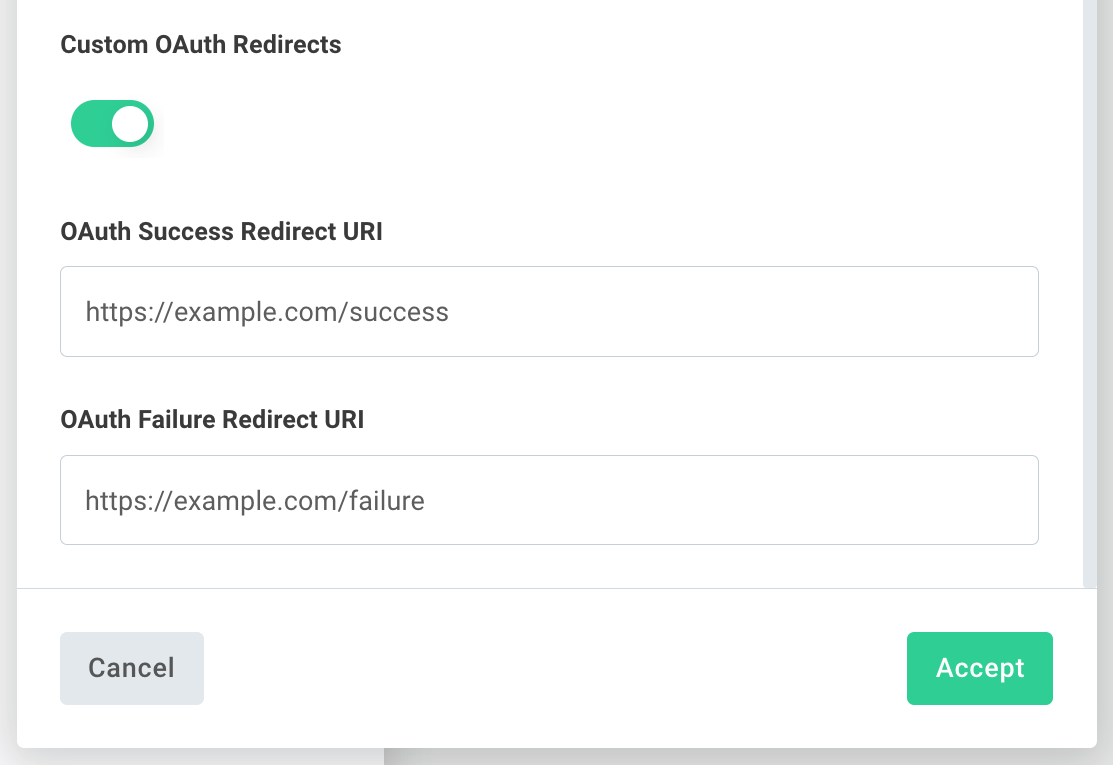 Custom OAuth Redirects
OAuth Success Redirect URI
https://example.com/success
OAuth Failure Redirect URI
https://example.com/failure
Cancel
Accept